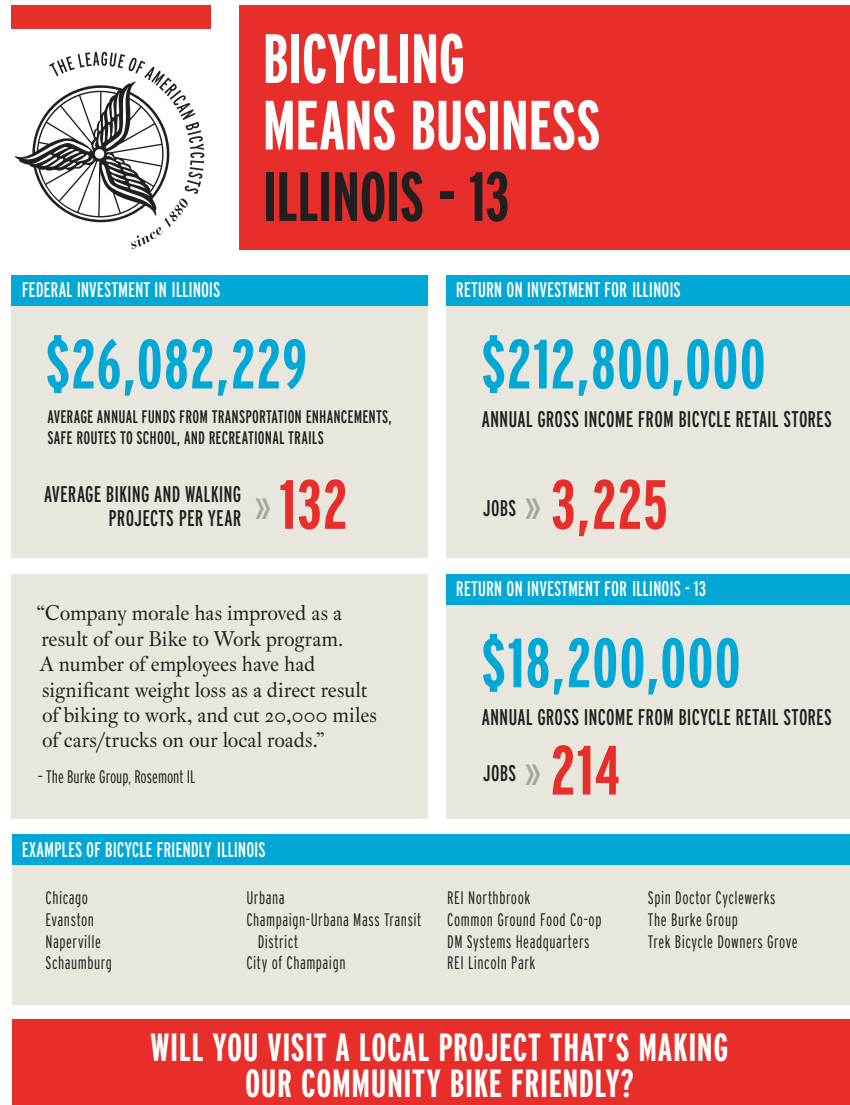 THE LEAGUE OF AMERICAN BICYCLISTS
since 1880
BICYCLING
MEANS BUSINESS
ILLINOIS - 13
FEDERAL INVESTMENT IN ILLINOIS
$26,082,229
AVERAGE ANNUAL FUNDS FROM TRANSPORTATION ENHANCEMENTS,
SAFE ROUTES TO SCHOOL, AND RECREATIONAL TRAILS
AVERAGE BIKING AND WALKING
PROJECTS PER YEAR » 132
RETURN ON INVESTMENT FOR ILLINOIS
$212,800,000
ANNUAL GROSS INCOME FROM BICYCLE RETAIL STORES
JOBS » 3,225
“Company morale has improved as a
result of our Bike to Work program.
A number of employees have had
significant weight loss as a direct result
of biking to work, and cut 20,000 miles
of cars/trucks on our local roads.”
- The Burke Group, Rosemont IL
RETURN ON INVESTMENT FOR ILLINOIS - 13
$18,200,000
ANNUAL GROSS INCOME FROM BICYCLE RETAIL STORES
JOBS » 214
EXAMPLES OF BICYCLE FRIENDLY ILLINOIS
Chicago
Evanston
Naperville
Schaumburg
Urbana
Champaign-Urbana Mass Transit
District
City of Champaign
REI Northbrook
Common Ground Food Co-op
DM Systems Headquarters
REI Lincoln Park
Spin Doctor Cyclewerks
The Burke Group
Trek Bicycle Downers Grove
WILL YOU VISIT A LOCAL PROJECT THAT'S MAKING
OUR COMMUNITY BIKE FRIENDLY?